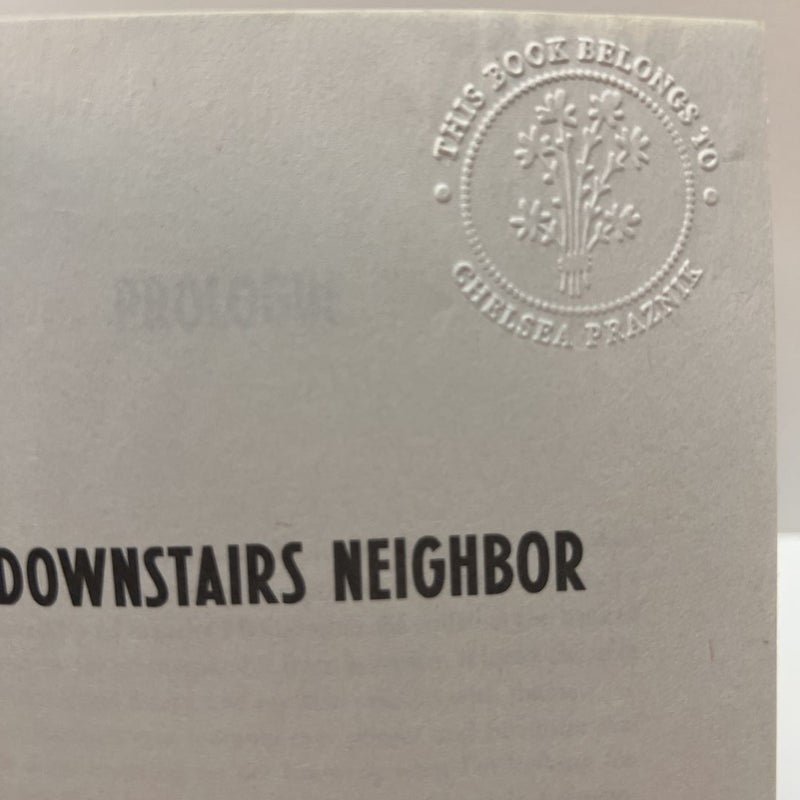 THIS BOOK BELONGS TO
CHELSEA PRAZNIK
PROLOGUE
DOWNSTAIRS NEIGHBOR